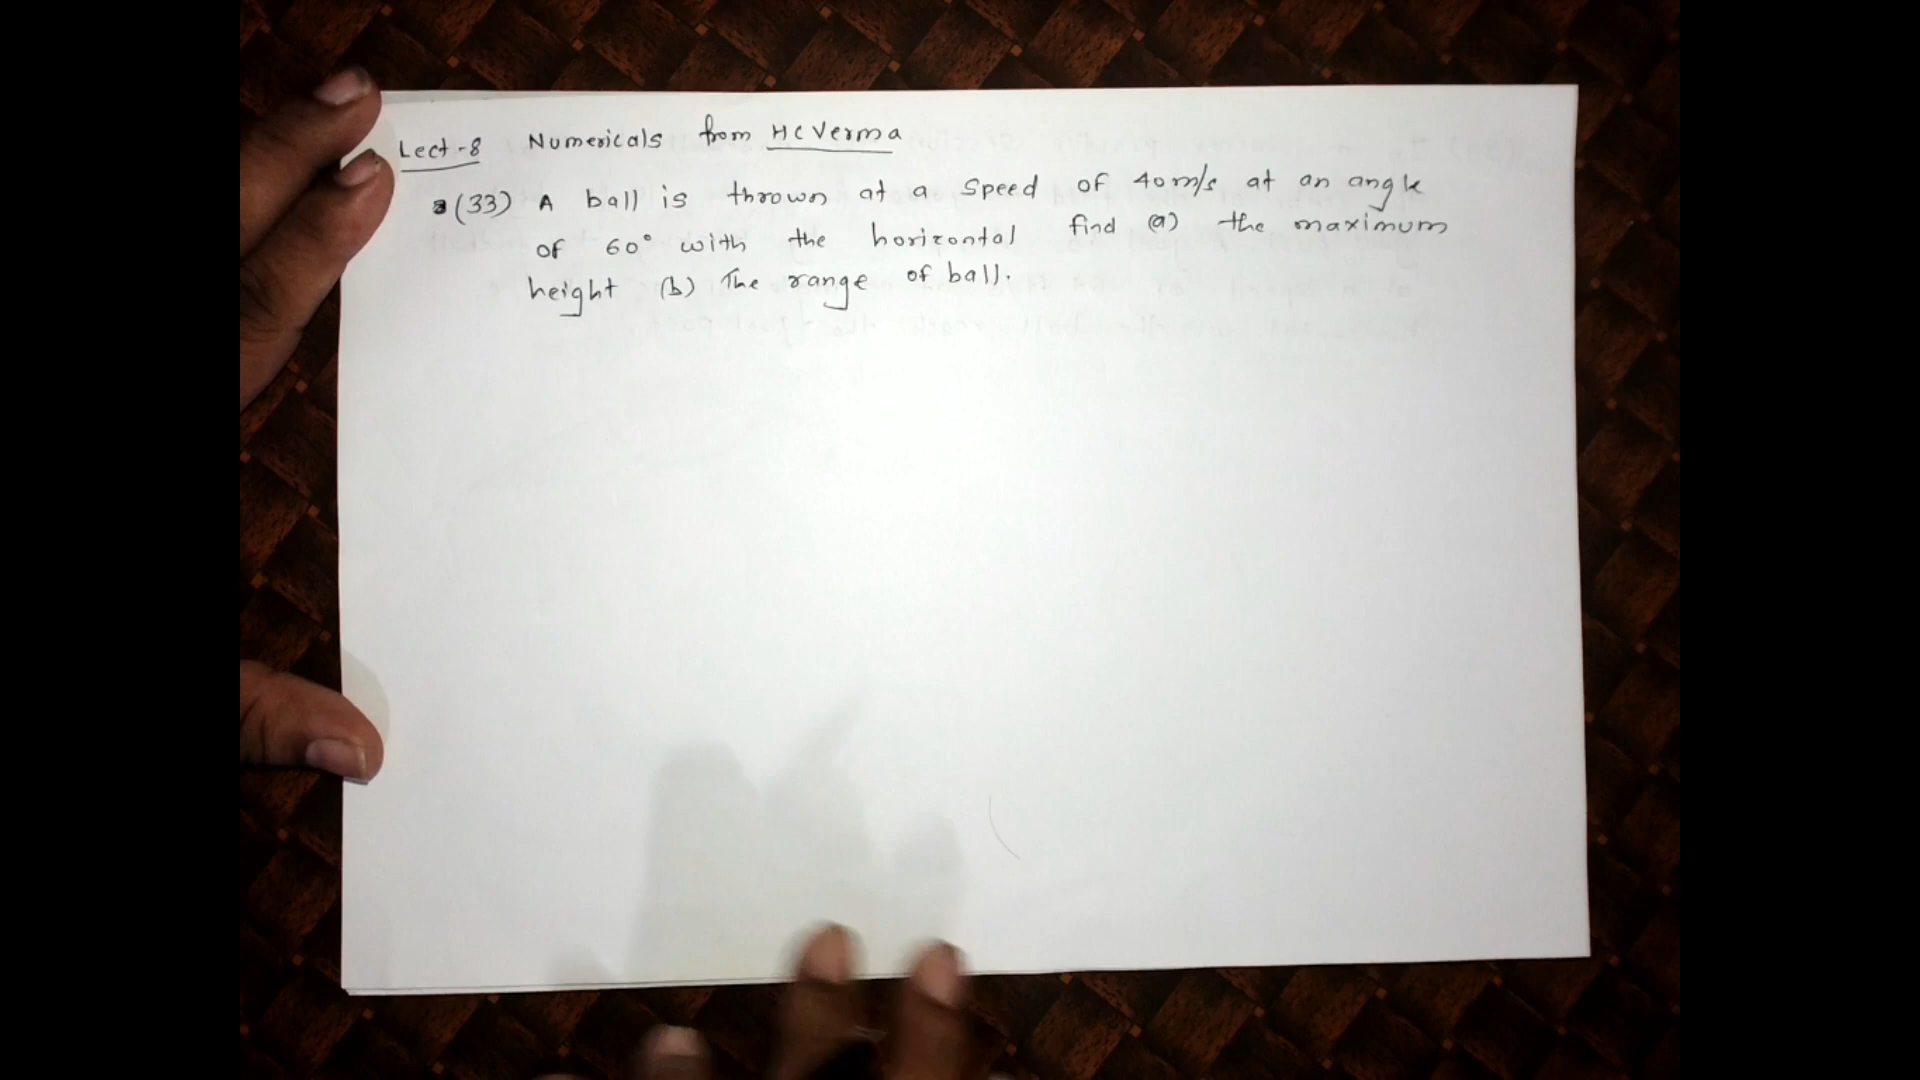 Lect-8 Numericals from HC Verma
(33) A ball is thrown at a speed of 40m/s at an angle
of 60° with the horizontal find (a) the maximum
height (b) The range of ball.